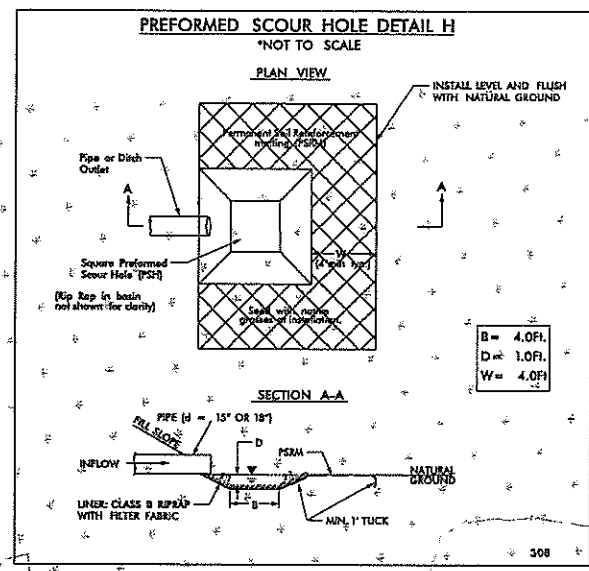 PREFORMED SCOUR HOLE DETAIL H
*NOT TO SCALE
PLAN VIEW
INSTALL LEVEL AND FLUSH
WITH NATURAL GROUND
Permanent Soil Reinforcement
Matting (PSRM)
Pipe or Ditch
Outlet
A
A
W
(4' min typ.)
Square Preformed
Scour Hole (PSH)
(Rip Rap in basin
not shown for clarity)
Seed with native
grasses at installation.
B = 4.0Ft.
D = 1.0Ft.
W = 4.0Ft
SECTION A-A
PIPE (d = 15" OR 18")
FILL SLOPE
D
PSRM
INFLOW
NATURAL
GROUND
LINER: CLASS B RIPRAP
WITH FILTER FABRIC
B
MIN. 1' TUCK
308